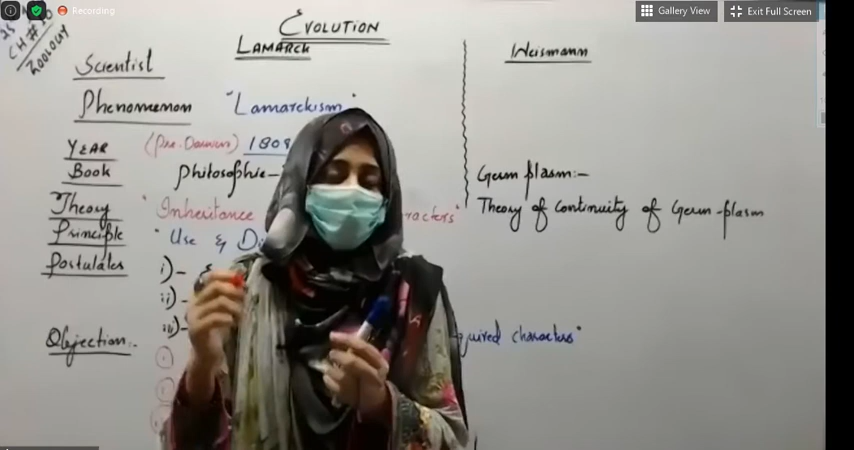 Recording
Gallery View
Exit Full Screen
CH#
ZOOLOGY
EVOLUTION
LAMARCK
Weismann
Scientist
Phenomenon "Lamarckism"
YEAR (Pre-Darwin) 1809
Book Philosophie-
Germ plasm:-
Theory "Inheritance racters"
Theory of Continuity of Germ-plasm
Principle "Use & Di
Postulates i)-
ii)-
iii)-
Objection:- quired characters"